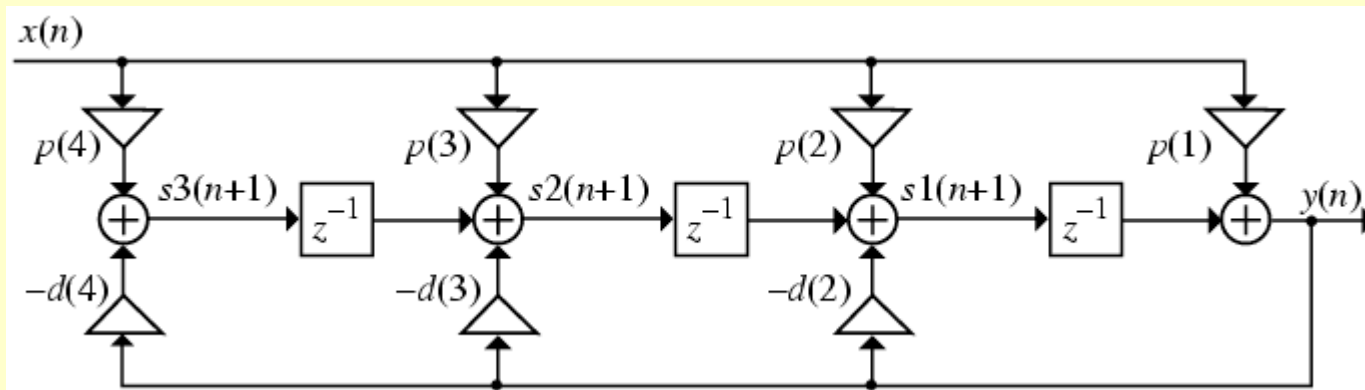 x(n)
p(4) p(3) p(2) p(1)
s3(n+1) s2(n+1) s1(n+1) y(n)
+ z⁻¹ + z⁻¹ + z⁻¹ +
−d(4) −d(3) −d(2)